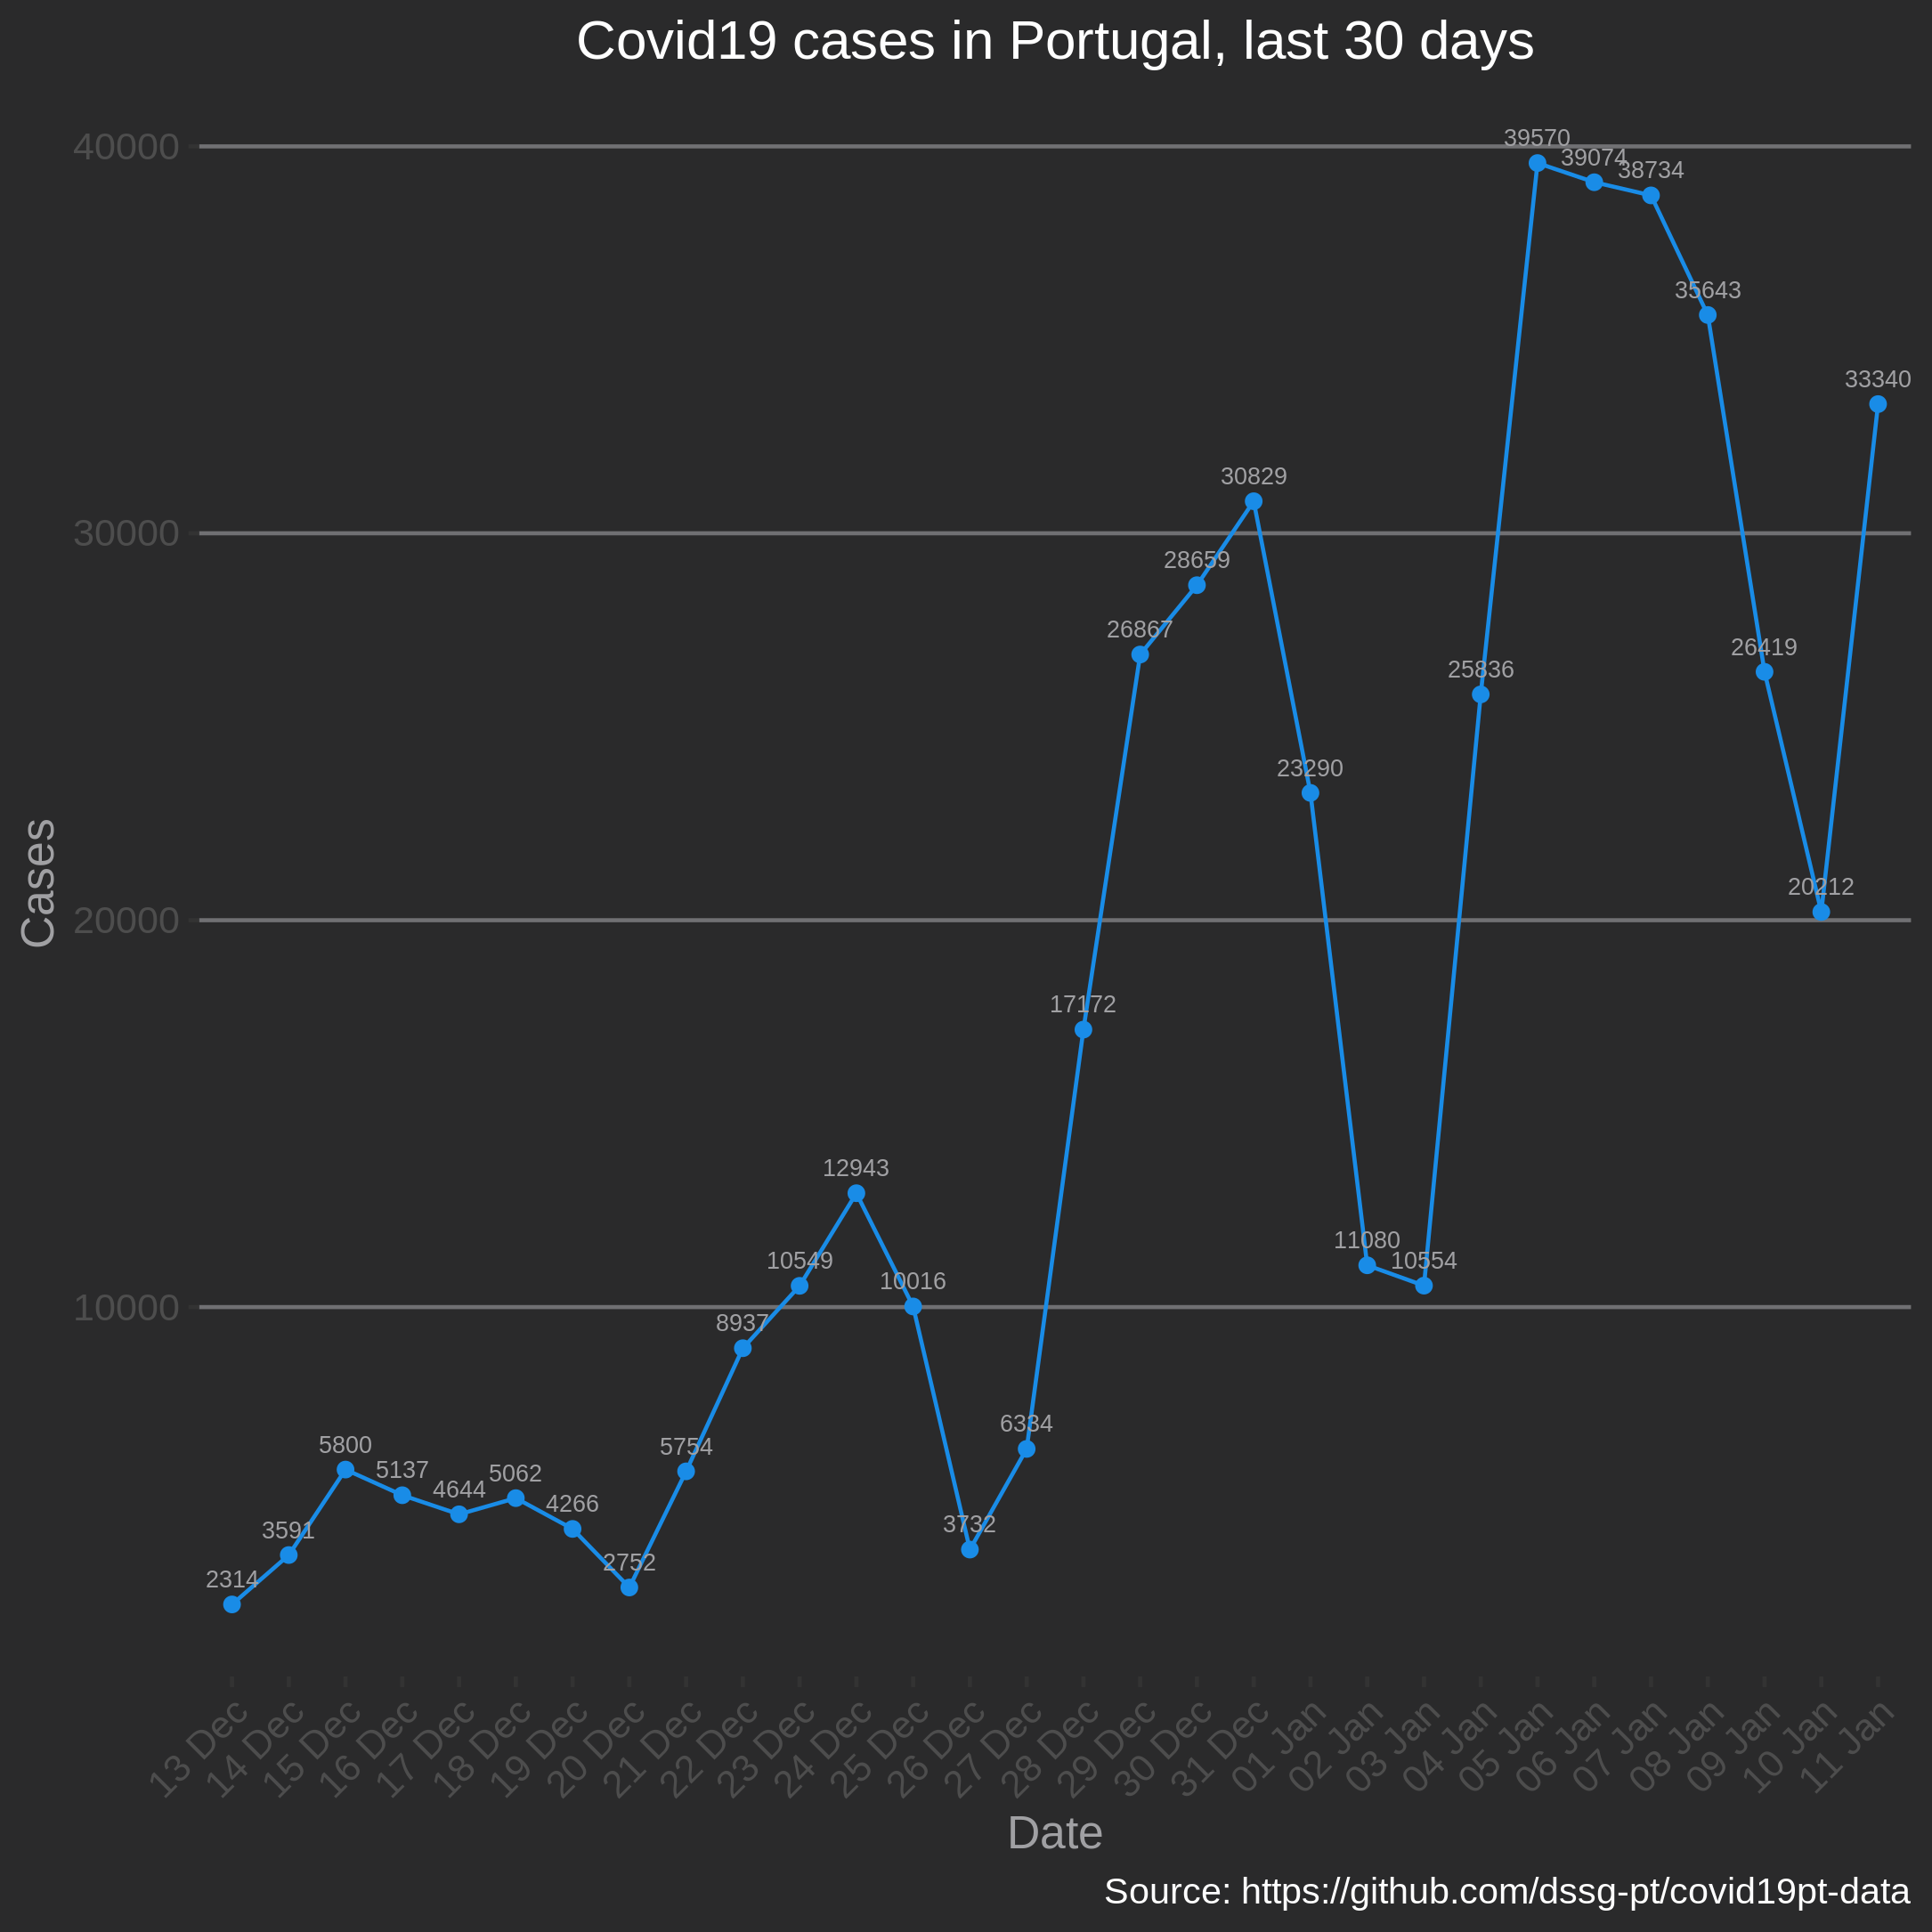 Covid19 cases in Portugal, last 30 days
40000
30000
20000
10000
Cases
2314
3591
5800
5137
4644
5062
4266
2752
5754
8937
10549
12943
10016
3732
6334
17172
26867
28659
30829
23290
11080
10554
25836
39570
39074
38734
35643
26419
20212
33340
13 Dec
14 Dec
15 Dec
16 Dec
17 Dec
18 Dec
19 Dec
20 Dec
21 Dec
22 Dec
23 Dec
24 Dec
25 Dec
26 Dec
27 Dec
28 Dec
29 Dec
30 Dec
31 Dec
01 Jan
02 Jan
03 Jan
04 Jan
05 Jan
06 Jan
07 Jan
08 Jan
09 Jan
10 Jan
11 Jan
Date
Source: https://github.com/dssg-pt/covid19pt-data